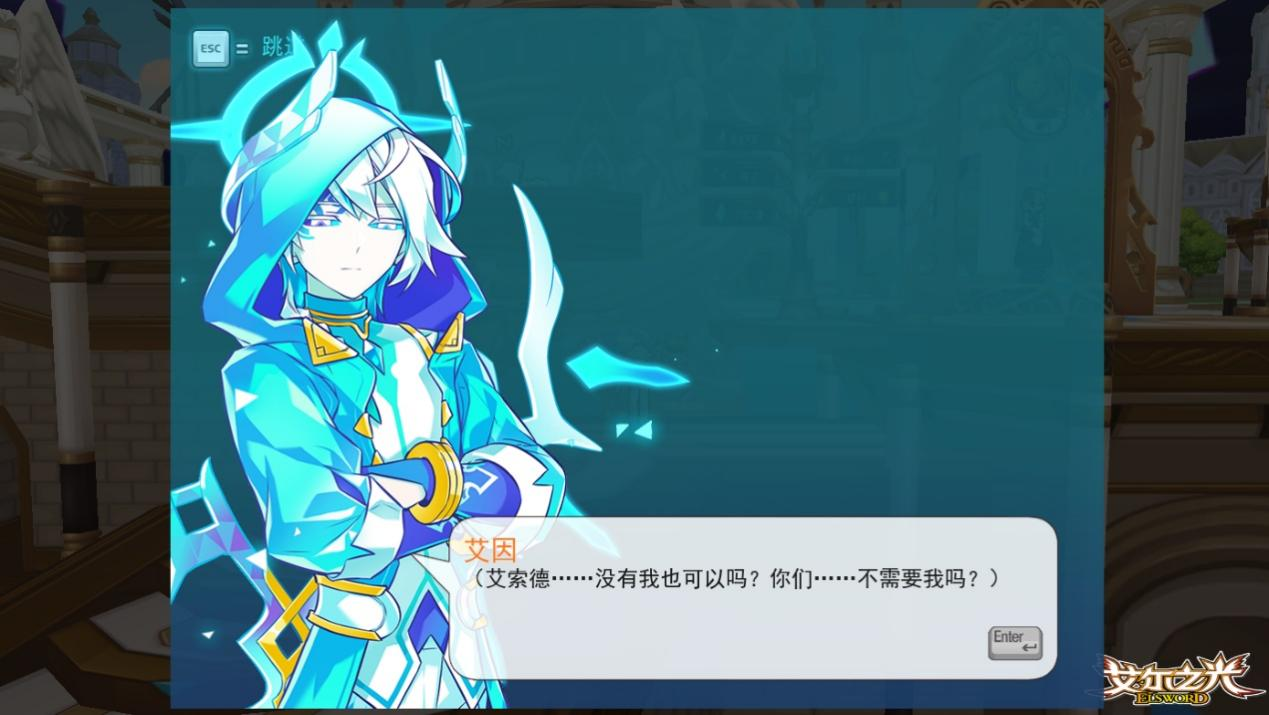 ESC = 跳过
艾因
（艾索德……没有我也可以吗？你们……不需要我吗？）
Enter
艾尔之光
ELSWORD